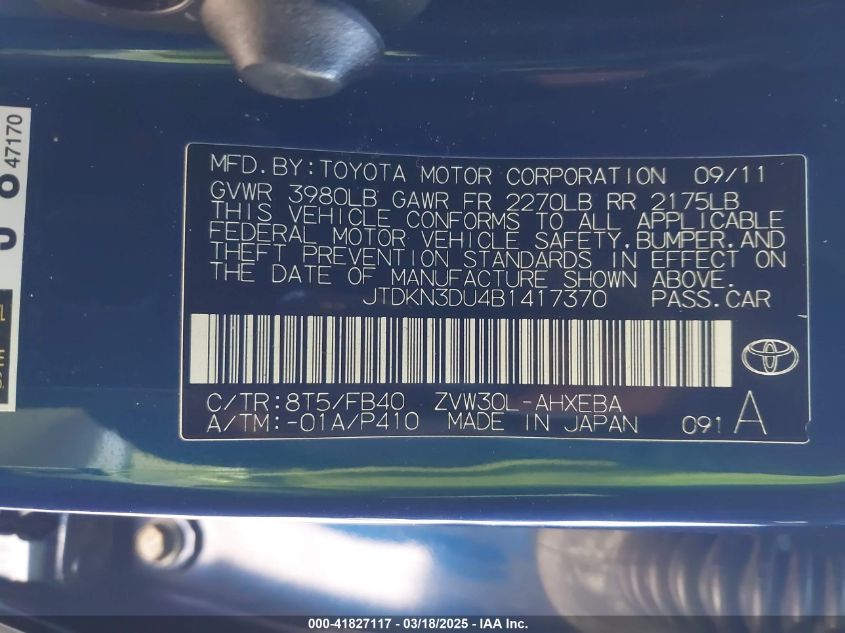 47170
MFD.BY:TOYOTA MOTOR CORPORATION 09/11
GVWR 3980LB GAWR FR 2270LB RR 2175LB
THIS VEHICLE CONFORMS TO ALL APPLICABLE
FEDERAL MOTOR VEHICLE SAFETY,BUMPER,AND
THEFT PREVENTION STANDARDS IN EFFECT ON
THE DATE OF MANUFACTURE SHOWN ABOVE.
JTDKN3DU4B1417370 PASS.CAR
C/TR:8T5/FB40 ZVW30L-AHXEBA
A/TM:-01A/P410 MADE IN JAPAN 091 A
000-41827117 - 03/18/2025 - IAA Inc.